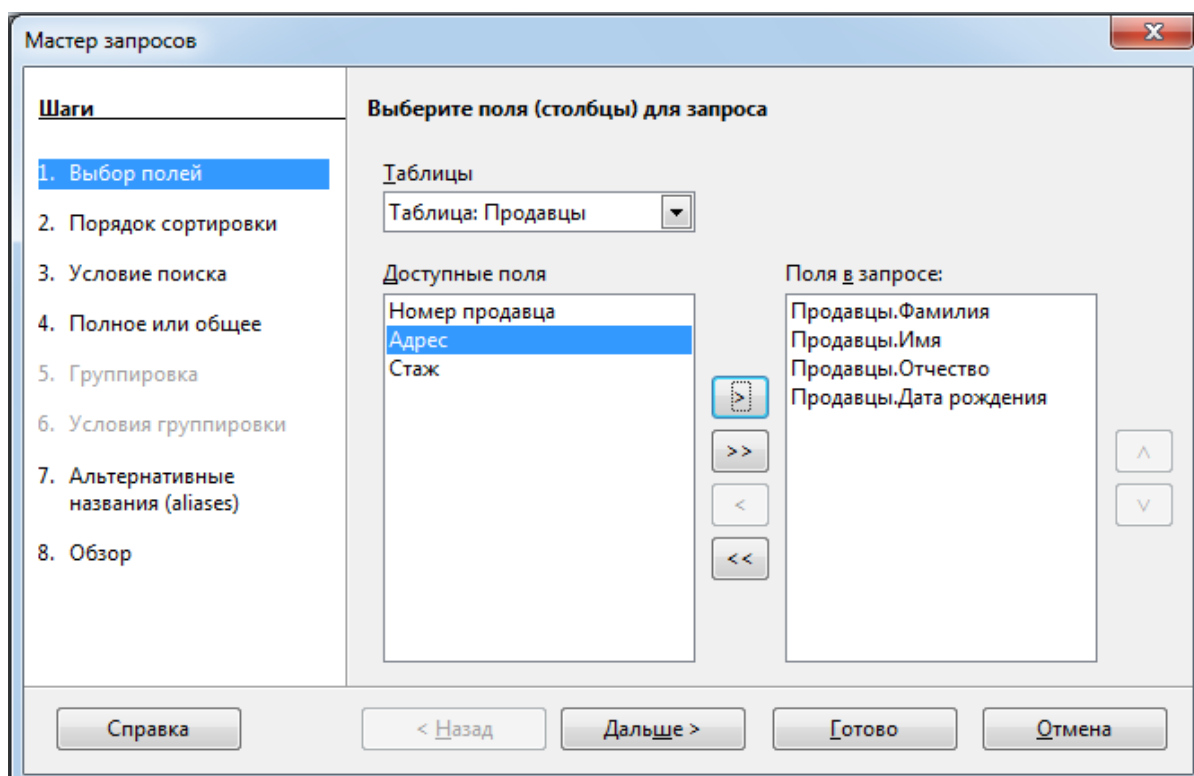 Мастер запросов
x
Шаги
1. Выбор полей
2. Порядок сортировки
3. Условие поиска
4. Полное или общее
5. Группировка
6. Условия группировки
7. Альтернативные
названия (aliases)
8. Обзор
Выберите поля (столбцы) для запроса
Таблицы
Таблица: Продавцы
Доступные поля
Номер продавца
Адрес
Стаж
>
>>
<
<<
Поля в запросе:
Продавцы.Фамилия
Продавцы.Имя
Продавцы.Отчество
Продавцы.Дата рождения
Справка
< Назад
Дальше >
Готово
Отмена